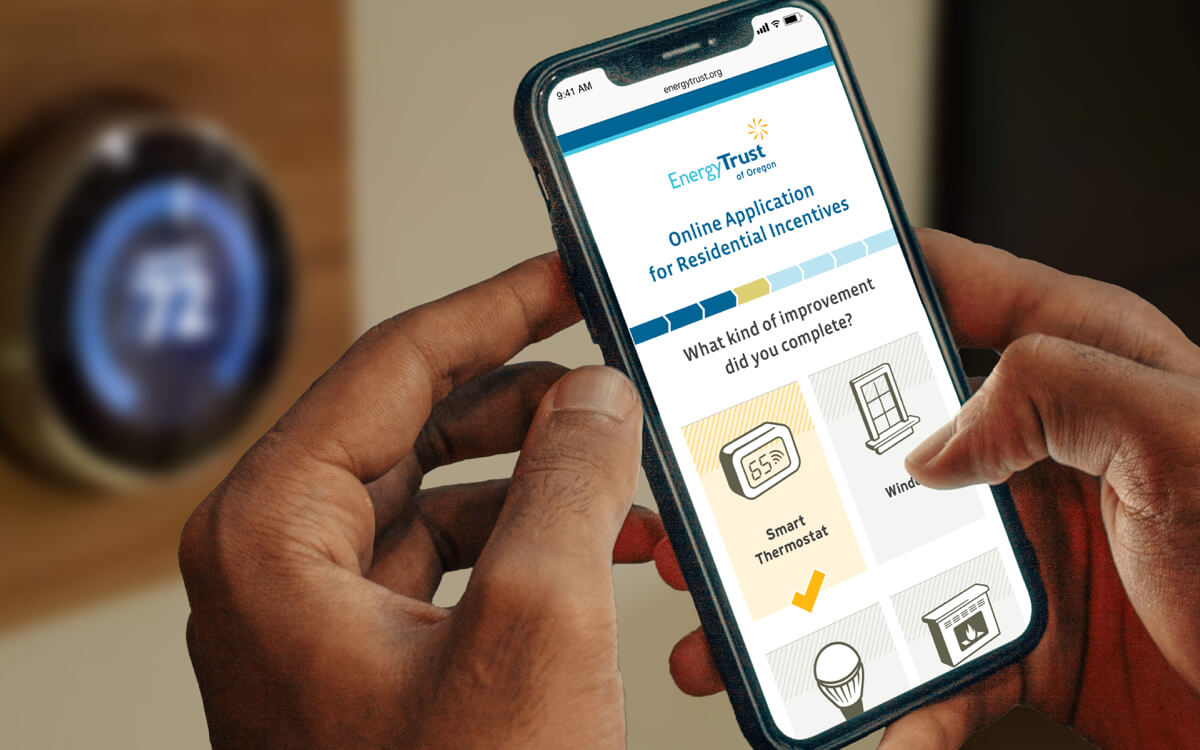 9:41 AM
energytrust.org
EnergyTrust
of Oregon
Online Application
for Residential Incentives
What kind of improvement
did you complete?
65
Smart
Thermostat
72